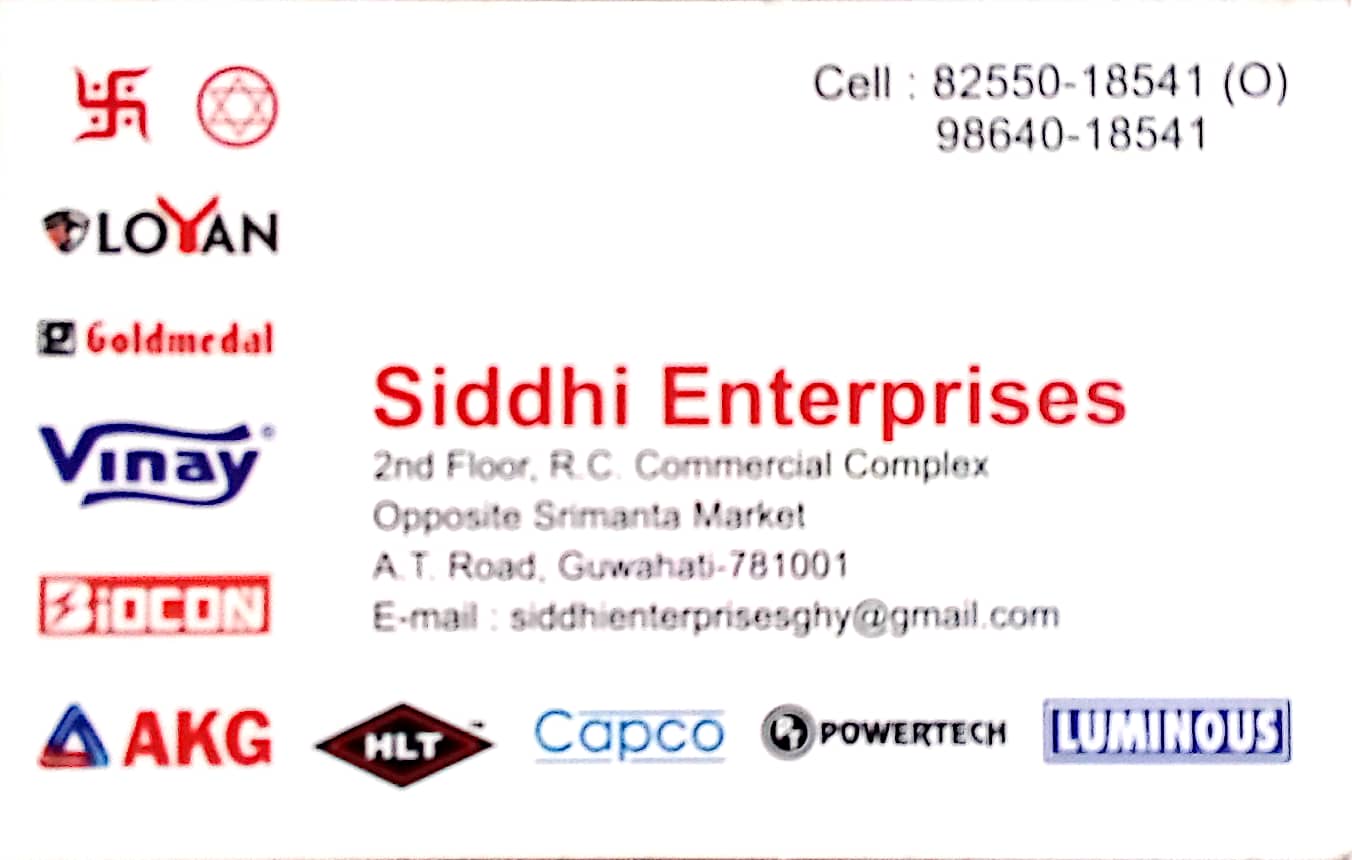 Cell : 82550-18541 (O)
98640-18541
LOYAN
Goldmedal
Vinay®
BiOCON
Siddhi Enterprises
2nd Floor, R.C. Commercial Complex
Opposite Srimanta Market
A.T. Road, Guwahati-781001
E-mail : siddhienterprisesghy@gmail.com
AKG
HLT
Capco
POWERTECH
LUMINOUS